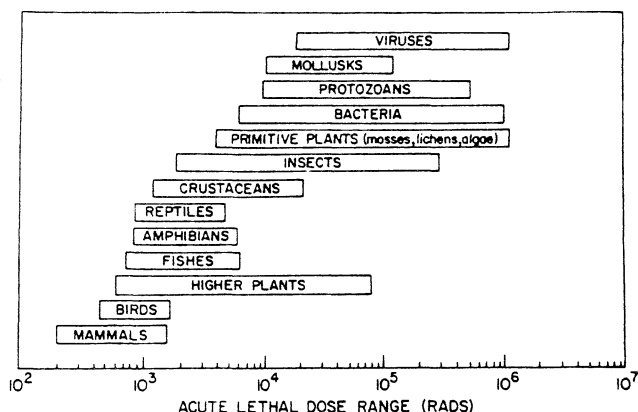 VIRUSES
MOLLUSKS
PROTOZOANS
BACTERIA
PRIMITIVE PLANTS (mosses, lichens, algae)
INSECTS
CRUSTACEANS
REPTILES
AMPHIBIANS
FISHES
HIGHER PLANTS
BIRDS
MAMMALS
10² 10³ 10⁴ 10⁵ 10⁶ 10⁷
ACUTE LETHAL DOSE RANGE (RADS)